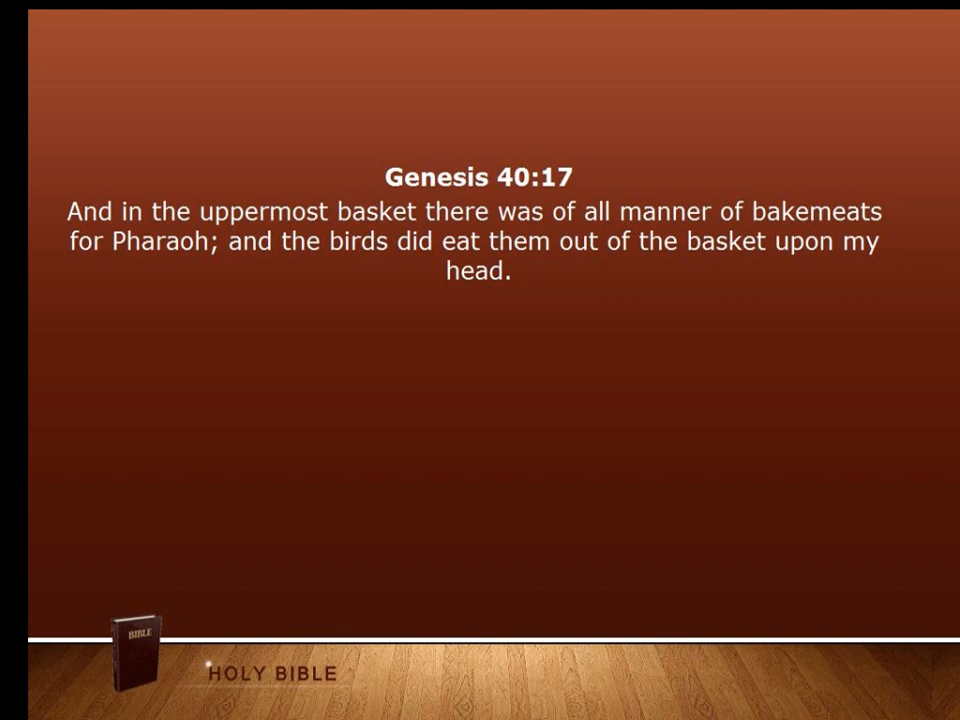 Genesis 40:17
And in the uppermost basket there was of all manner of bakemeats
for Pharaoh; and the birds did eat them out of the basket upon my
head.
BIBLE
HOLY BIBLE